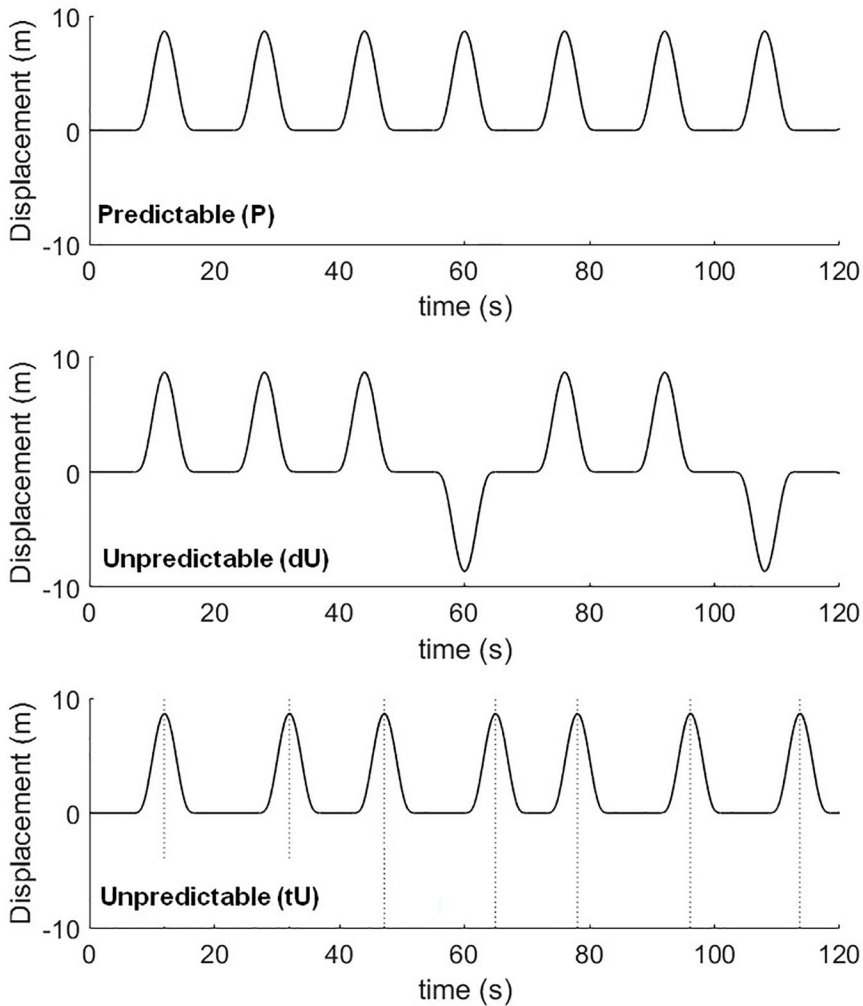 10
Displacement (m)
0
Predictable (P)
-10
0 20 40 60 80 100 120
time (s)
10
Displacement (m)
0
Unpredictable (dU)
-10
0 20 40 60 80 100 120
time (s)
10
Displacement (m)
0
Unpredictable (tU)
-10
0 20 40 60 80 100 120
time (s)